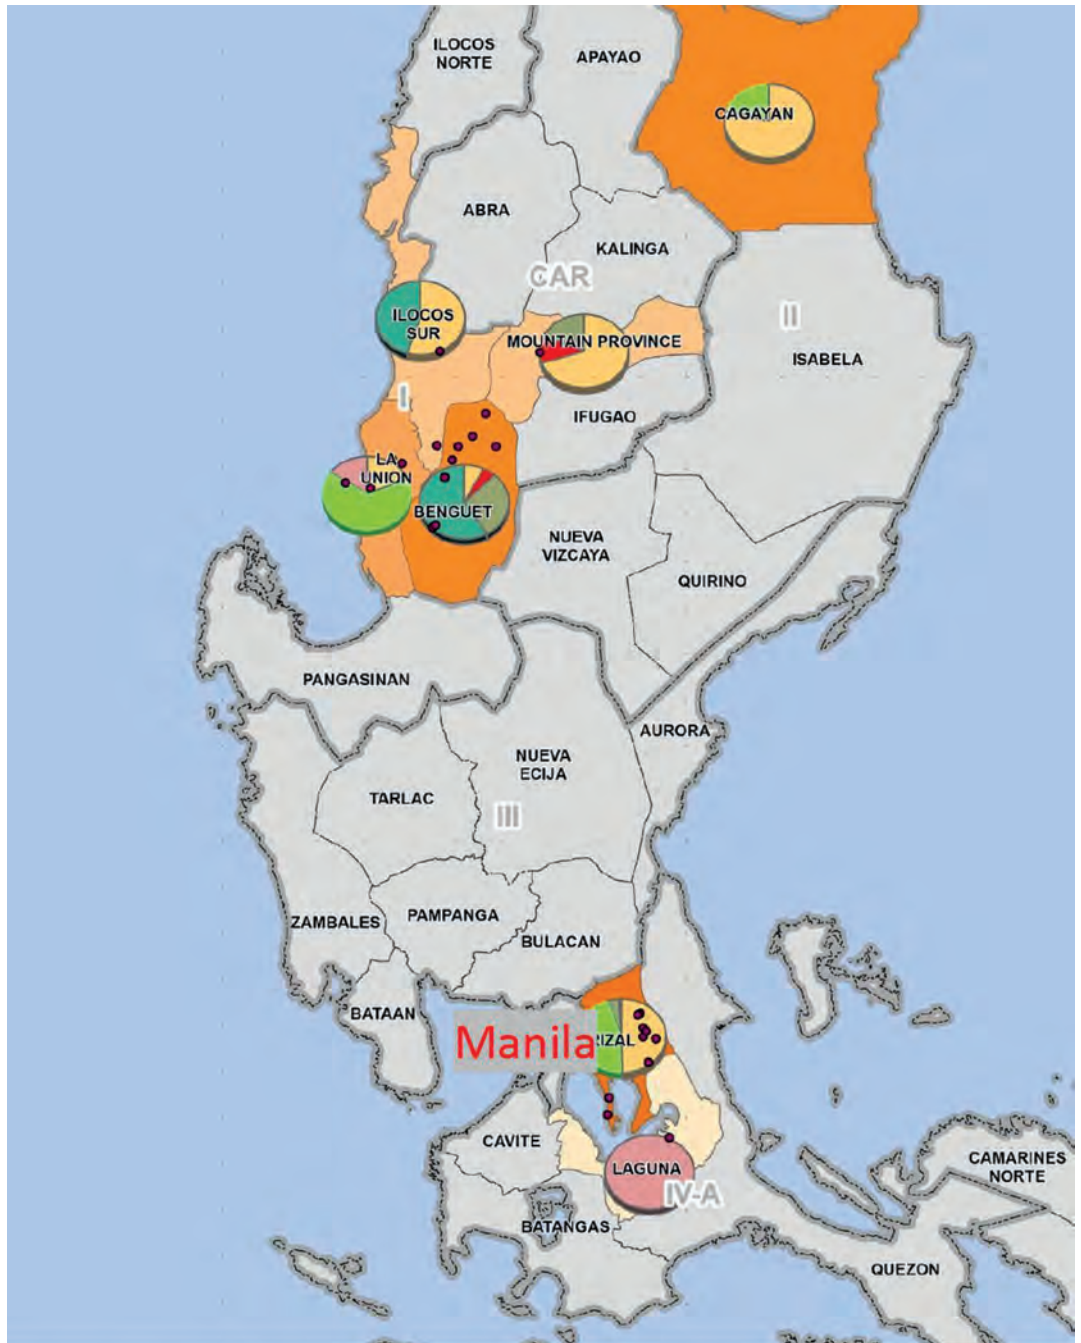 ILOCOS
NORTE
APAYAO
CAGAYAN
ABRA
KALINGA
CAR
ILOCOS
SUR
MOUNTAIN PROVINCE
II
ISABELA
I
IFUGAO
LA
UNION
BENGUET
NUEVA
VIZCAYA
QUIRINO
PANGASINAN
AURORA
NUEVA
ECIJA
TARLAC
III
ZAMBALES
PAMPANGA
BULACAN
BATAAN
Manila
RIZAL
CAVITE
LAGUNA
IV-A
CAMARINES
NORTE
BATANGAS
QUEZON